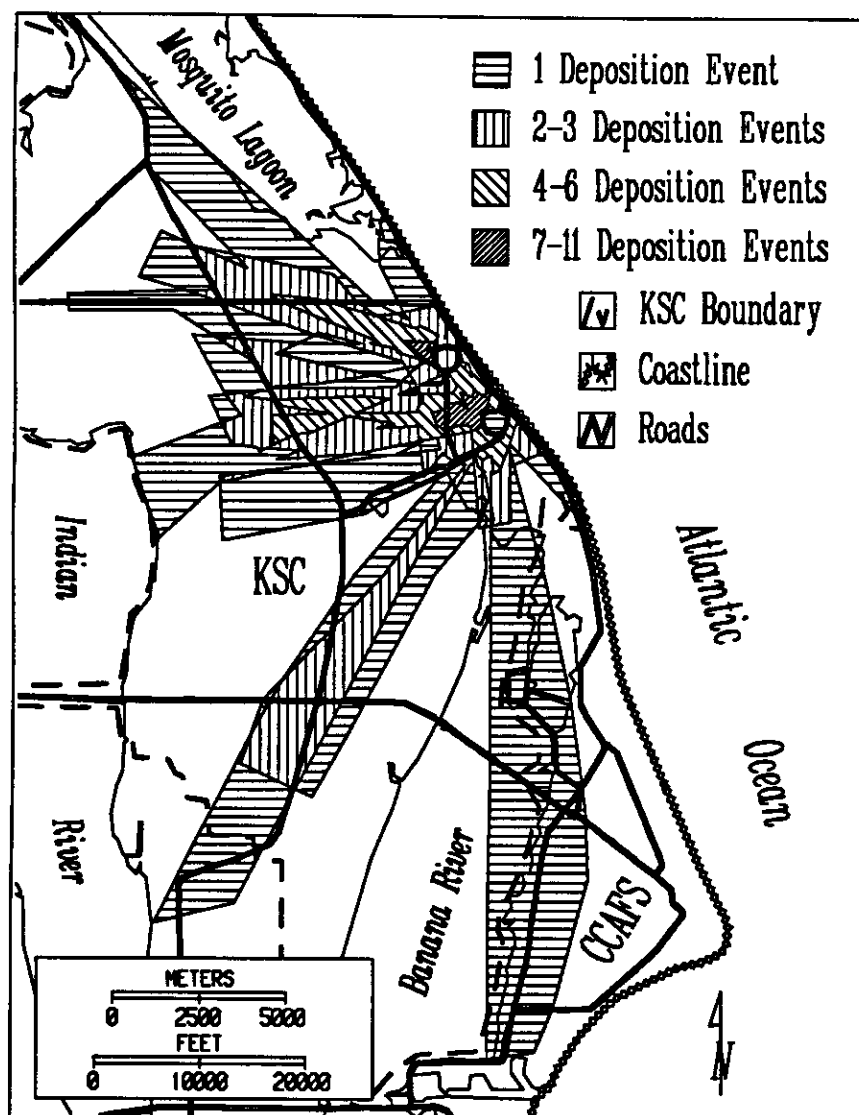 Mosquito Lagoon
1 Deposition Event
2-3 Deposition Events
4-6 Deposition Events
7-11 Deposition Events
KSC Boundary
Coastline
Roads
Indian
River
KSC
Atlantic
Ocean
Banana River
CCAFS
METERS
0 2500 5000
FEET
0 10000 20000
N